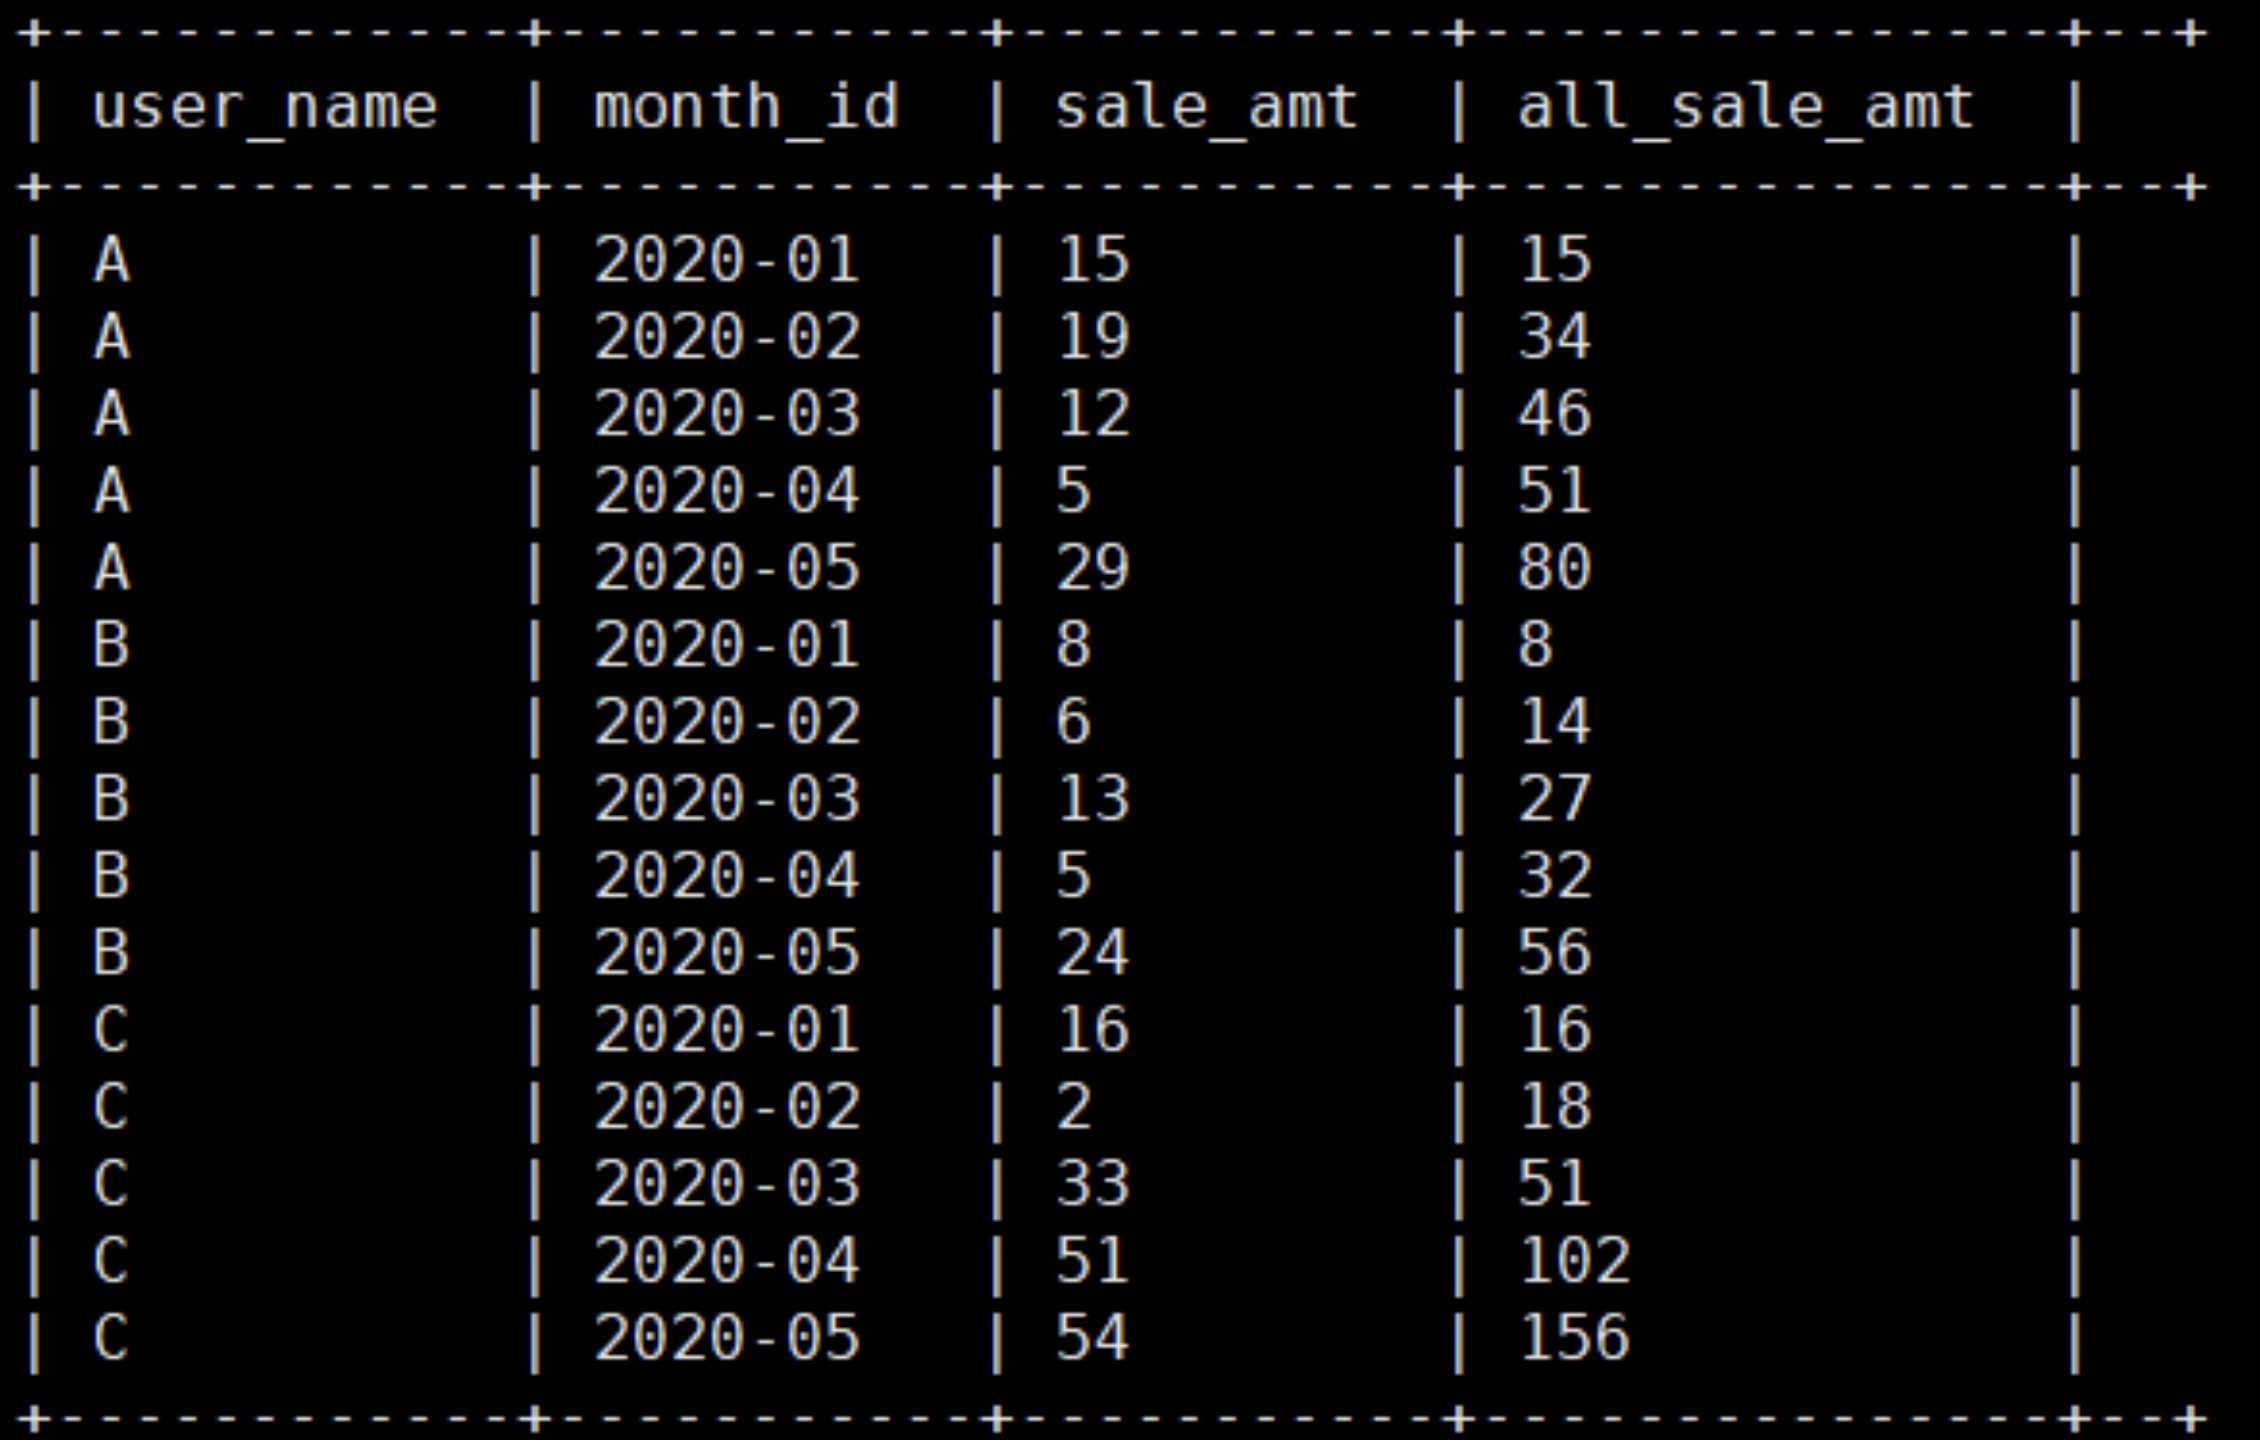 +-------------+-----------+-----------+---------------+--+
| user_name | month_id | sale_amt | all_sale_amt |
+-------------+-----------+-----------+---------------+--+
| A | 2020-01 | 15 | 15 |
| A | 2020-02 | 19 | 34 |
| A | 2020-03 | 12 | 46 |
| A | 2020-04 | 5 | 51 |
| A | 2020-05 | 29 | 80 |
| B | 2020-01 | 8 | 8 |
| B | 2020-02 | 6 | 14 |
| B | 2020-03 | 13 | 27 |
| B | 2020-04 | 5 | 32 |
| B | 2020-05 | 24 | 56 |
| C | 2020-01 | 16 | 16 |
| C | 2020-02 | 2 | 18 |
| C | 2020-03 | 33 | 51 |
| C | 2020-04 | 51 | 102 |
| C | 2020-05 | 54 | 156 |
+-------------+-----------+-----------+---------------+--+